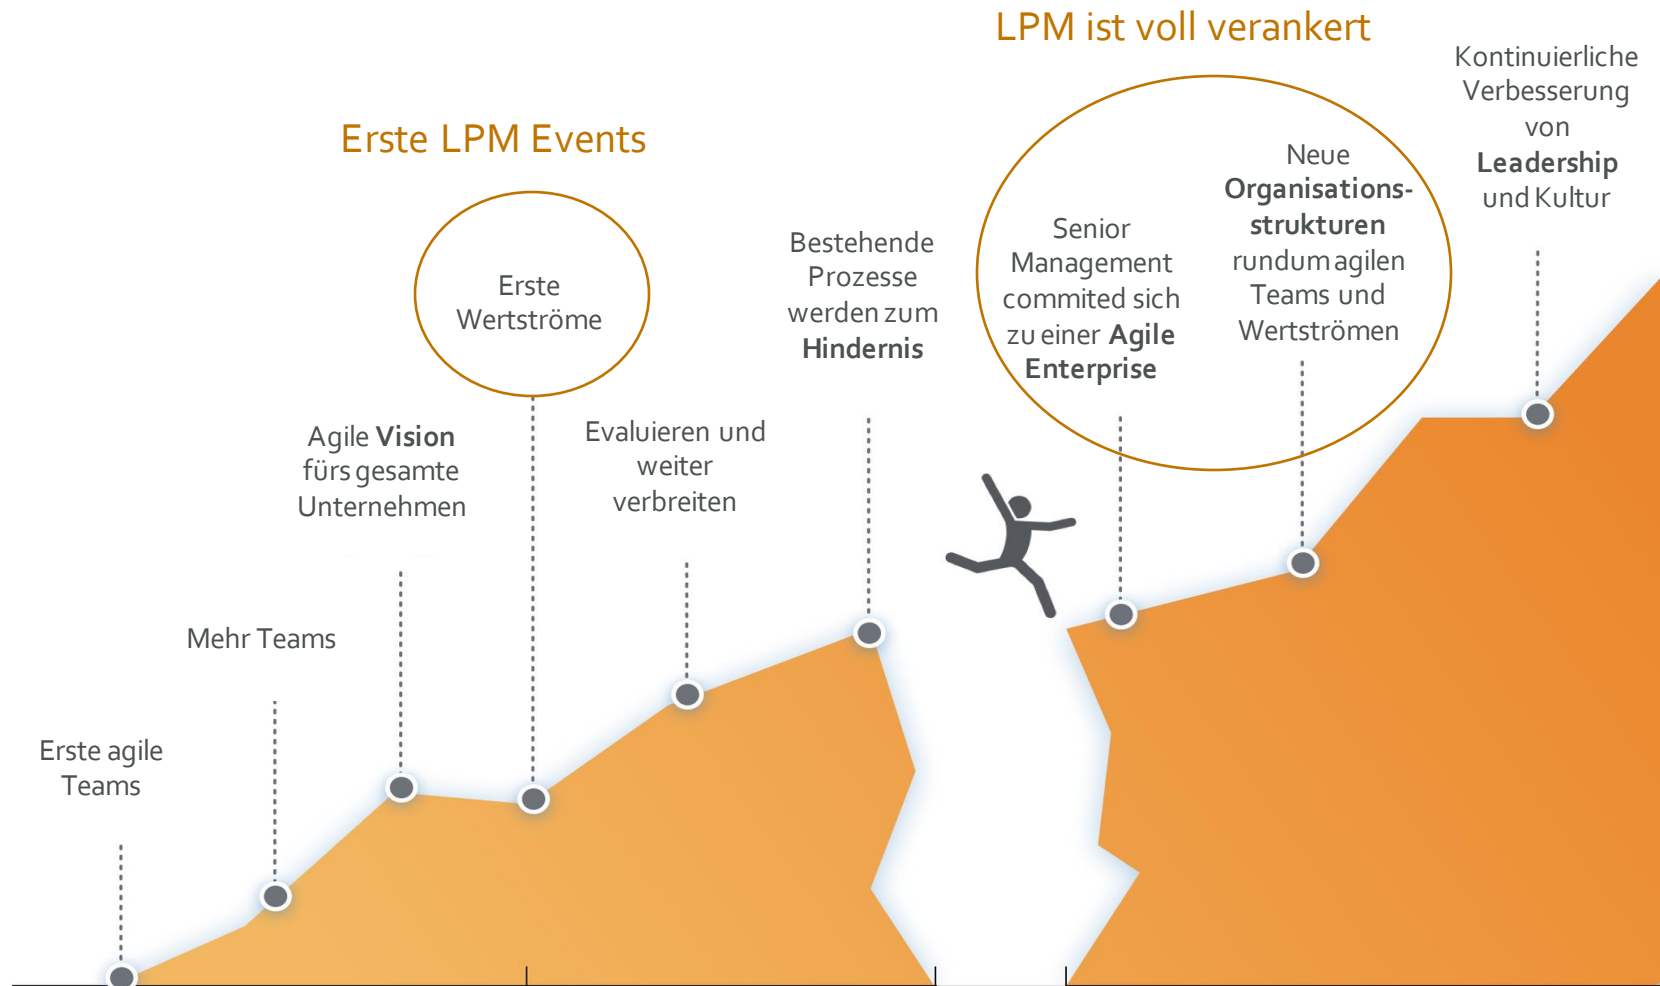 LPM ist voll verankert
Erste LPM Events
Erste agile
Teams
Mehr Teams
Agile Vision
fürs gesamte
Unternehmen
Erste
Wertströme
Evaluieren und
weiter
verbreiten
Bestehende
Prozesse
werden zum
Hindernis
Senior
Management
commited sich
zu einer Agile
Enterprise
Neue
Organisations-
strukturen
rundum agilen
Teams und
Wertströmen
Kontinuierliche
Verbesserung
von
Leadership
und Kultur